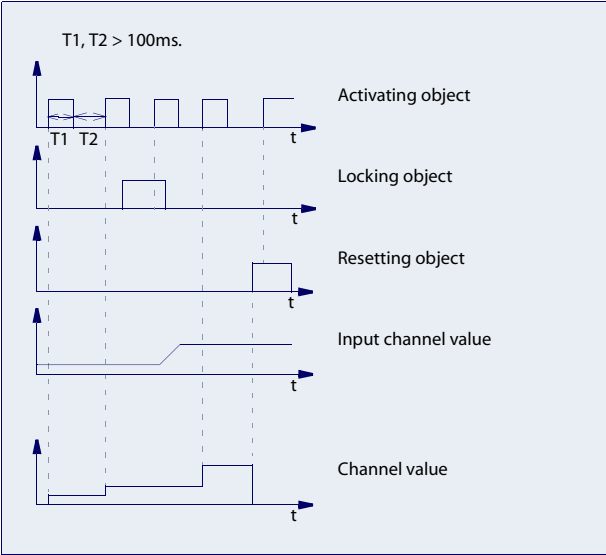 T1, T2 > 100ms.
Activating object
T1 T2
t
Locking object
t
Resetting object
t
Input channel value
t
Channel value
t